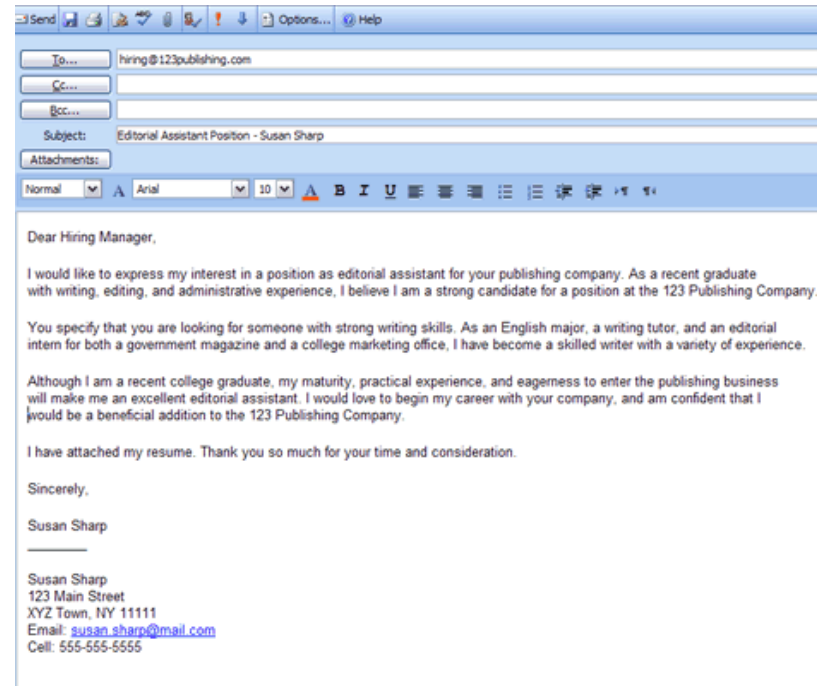 Send Options... Help
To... hiring@123publishing.com
Cc...
Bcc...
Subject: Editorial Assistant Position - Susan Sharp
Attachments:
Normal A Arial 10 A B I U
Dear Hiring Manager,
I would like to express my interest in a position as editorial assistant for your publishing company. As a recent graduate
with writing, editing, and administrative experience, I believe I am a strong candidate for a position at the 123 Publishing Company.
You specify that you are looking for someone with strong writing skills. As an English major, a writing tutor, and an editorial
intern for both a government magazine and a college marketing office, I have become a skilled writer with a variety of experience.
Although I am a recent college graduate, my maturity, practical experience, and eagerness to enter the publishing business
will make me an excellent editorial assistant. I would love to begin my career with your company, and am confident that I
would be a beneficial addition to the 123 Publishing Company.
I have attached my resume. Thank you so much for your time and consideration.
Sincerely,
Susan Sharp
Susan Sharp
123 Main Street
XYZ Town, NY 11111
Email: susan.sharp@mail.com
Cell: 555-555-5555